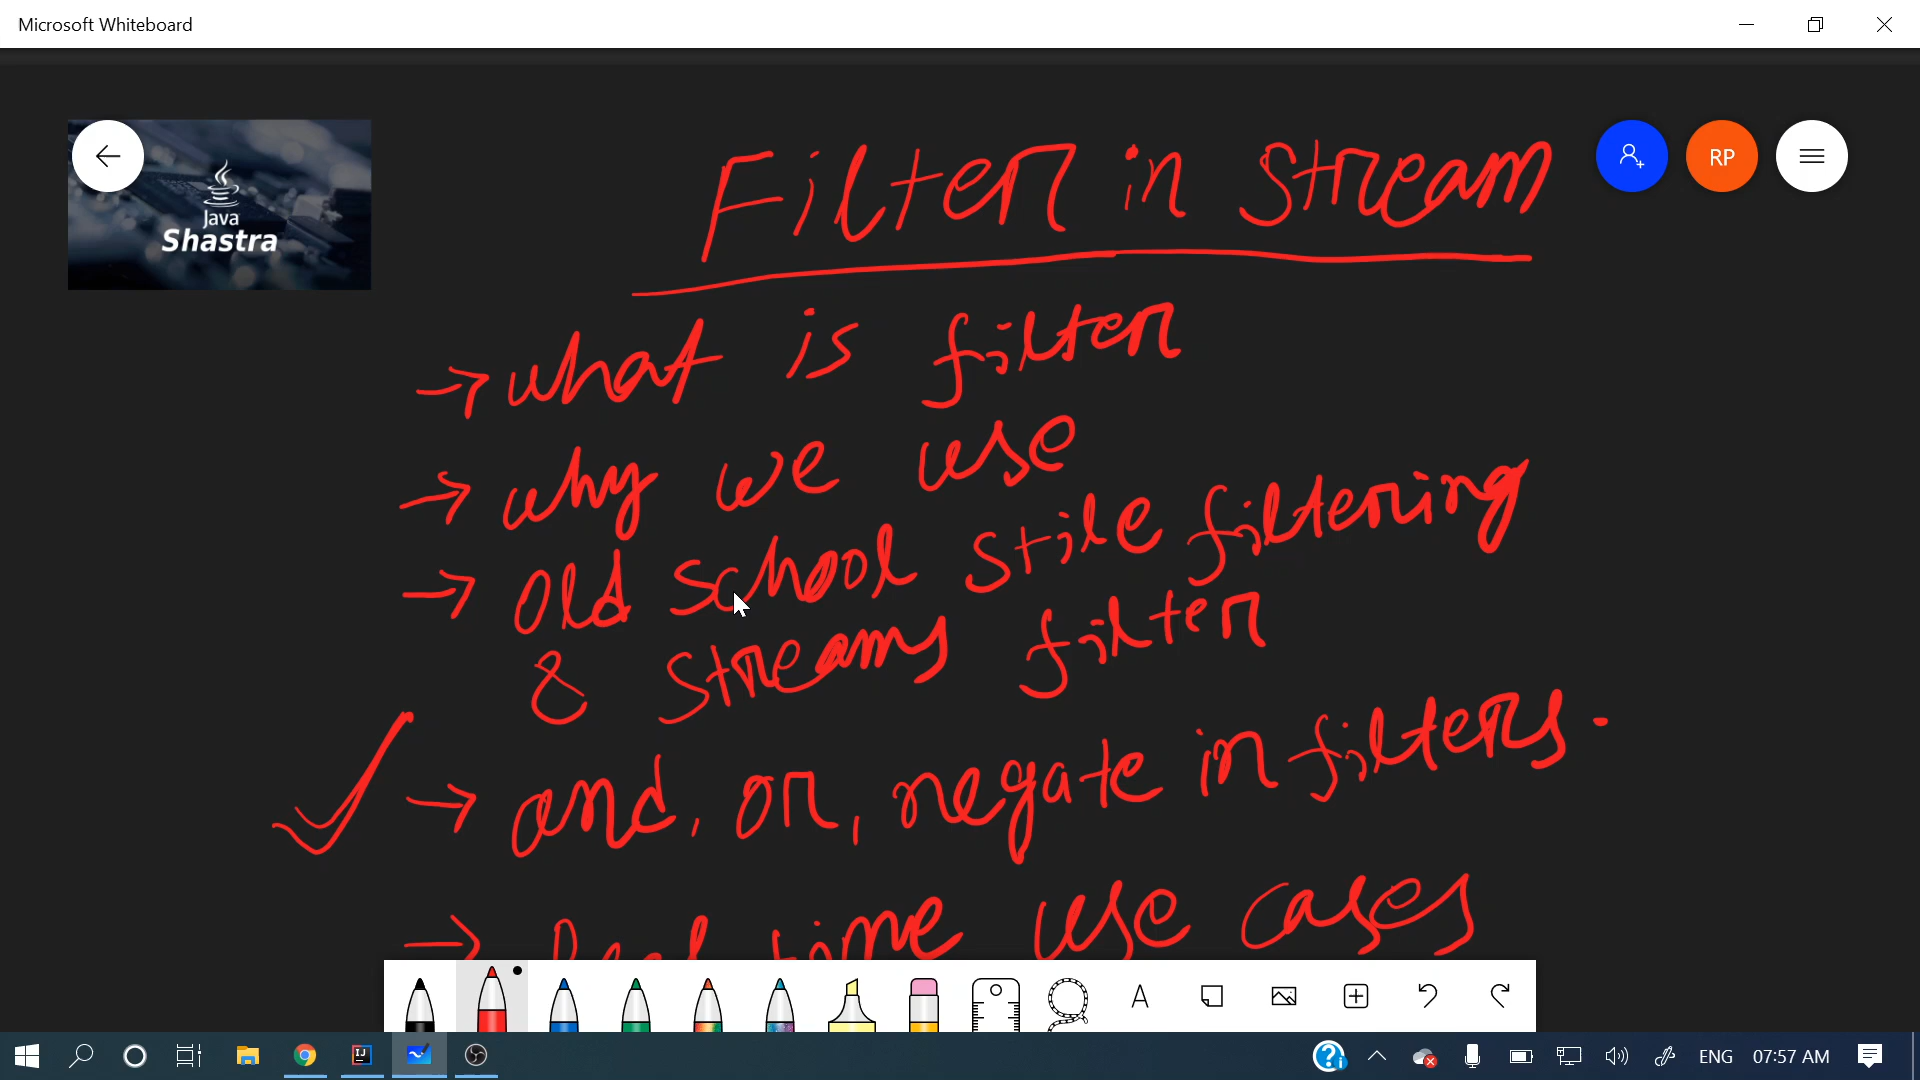 Microsoft Whiteboard
Java
Shastra
RP
Filter in Stream
→ what is filter
→ why we use
→ old school stile filtering
& Streams filter
→ and, or, negate in filters.
→ Real time use cases
A
ENG
07:57 AM